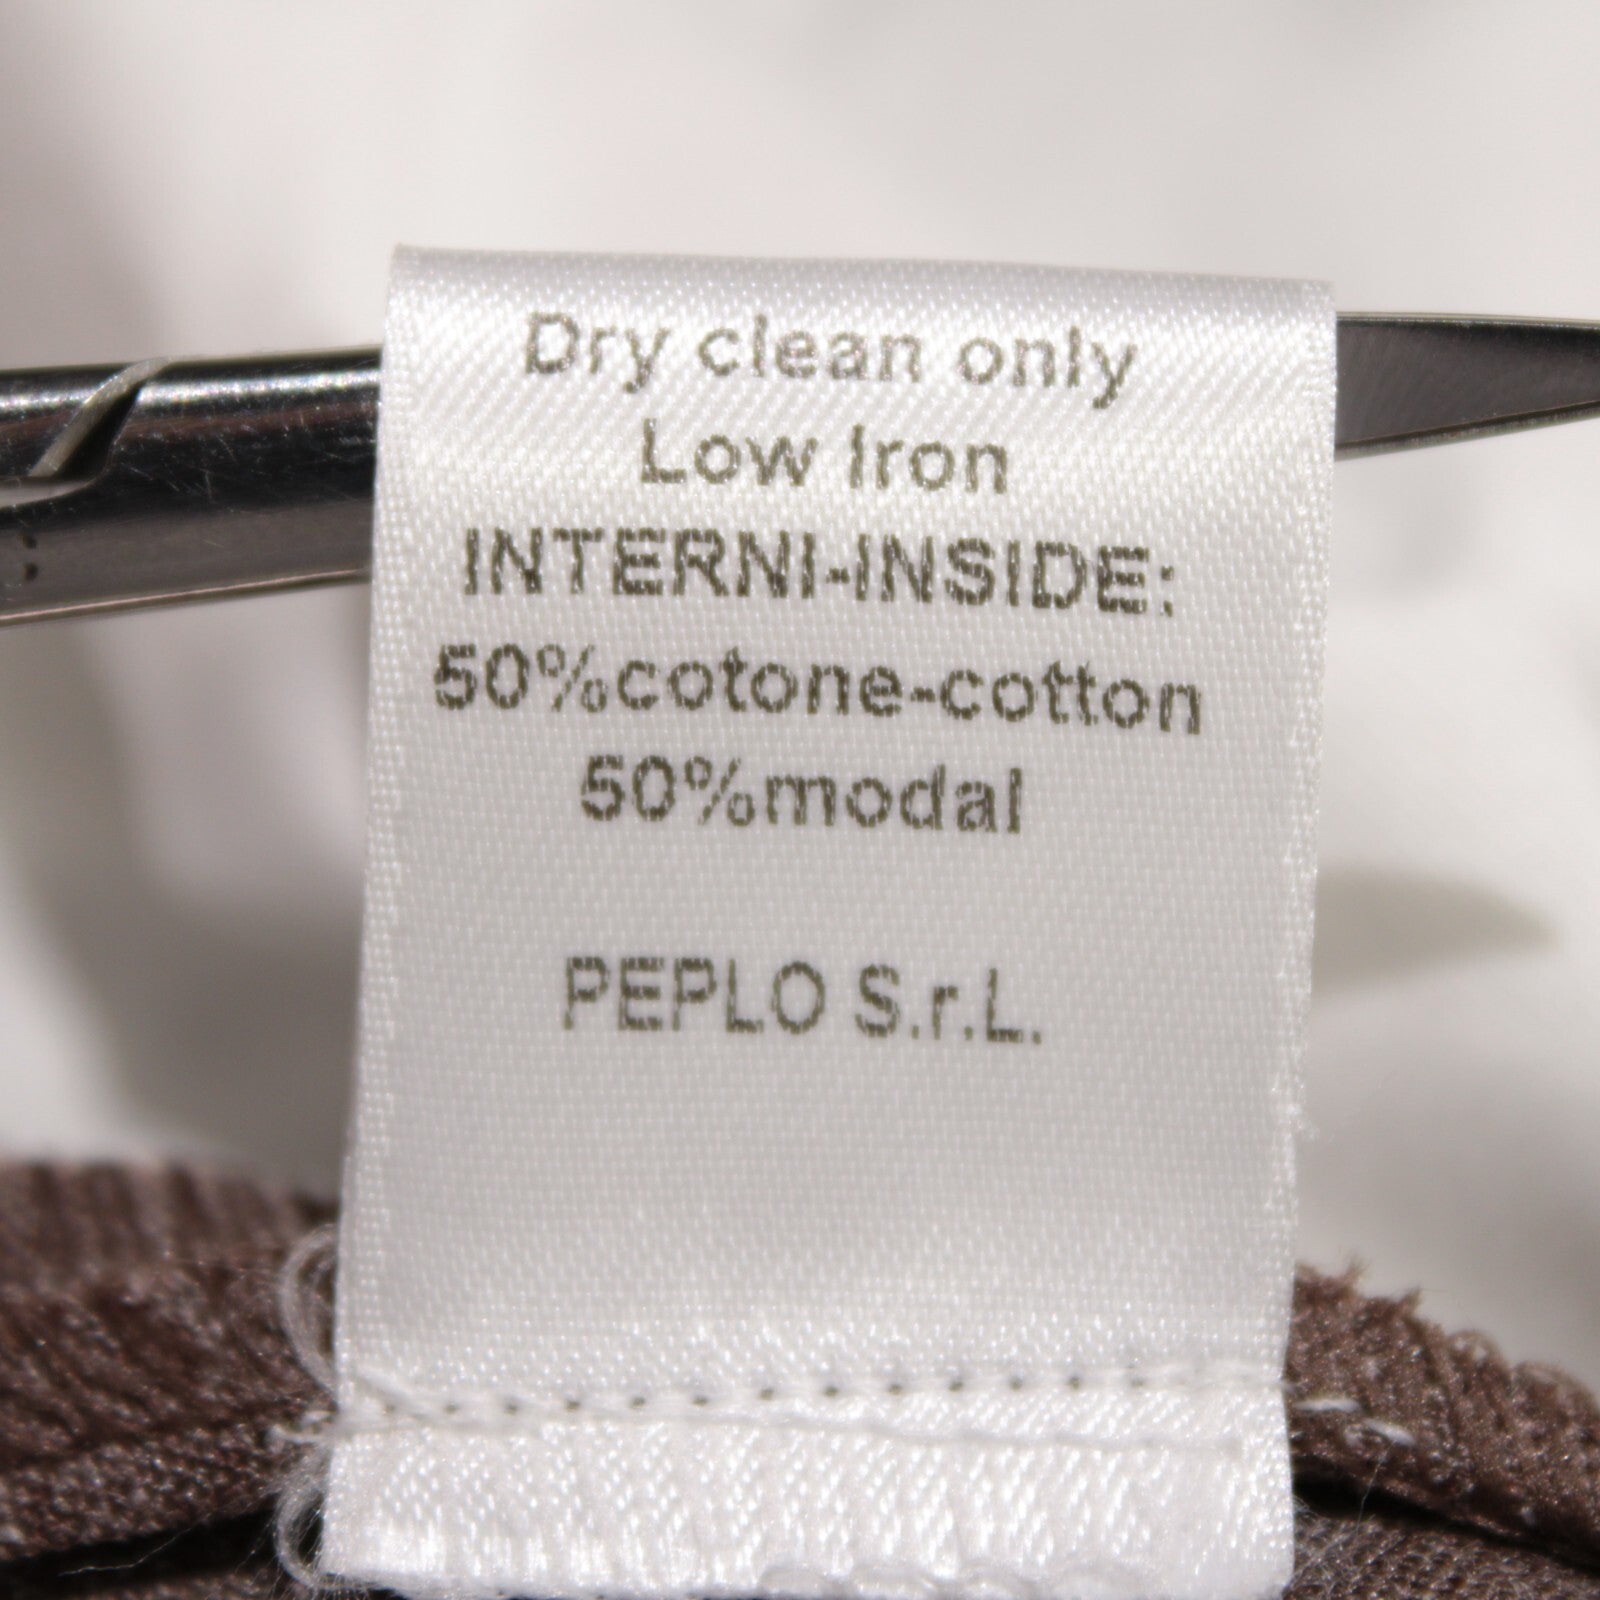 Dry clean only
Low Iron
INTERNI-INSIDE:
50%cotone-cotton
50%modal
PEPLO S.r.L.